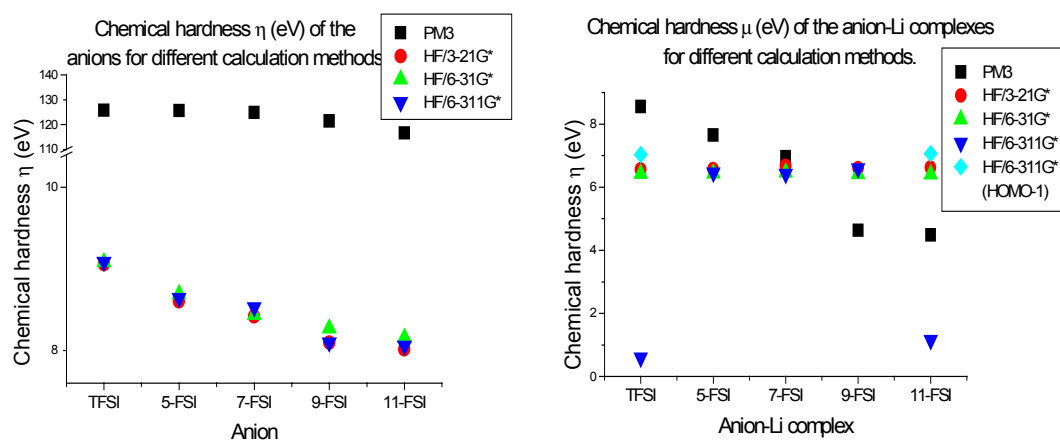 Chemical hardness η (eV) of the
anions for different calculation methods
PM3
HF/3-21G*
HF/6-31G*
HF/6-311G*
140
130
120
110
10
8
Chemical hardness η (eV)
TFSI
5-FSI
7-FSI
9-FSI
11-FSI
Anion
Chemical hardness μ (eV) of the anion-Li complexes
for different calculation methods.
PM3
HF/3-21G*
HF/6-31G*
HF/6-311G*
HF/6-311G*
(HOMO-1)
8
6
4
2
0
Chemical hardness η (eV)
TFSI
5-FSI
7-FSI
9-FSI
11-FSI
Anion-Li complex